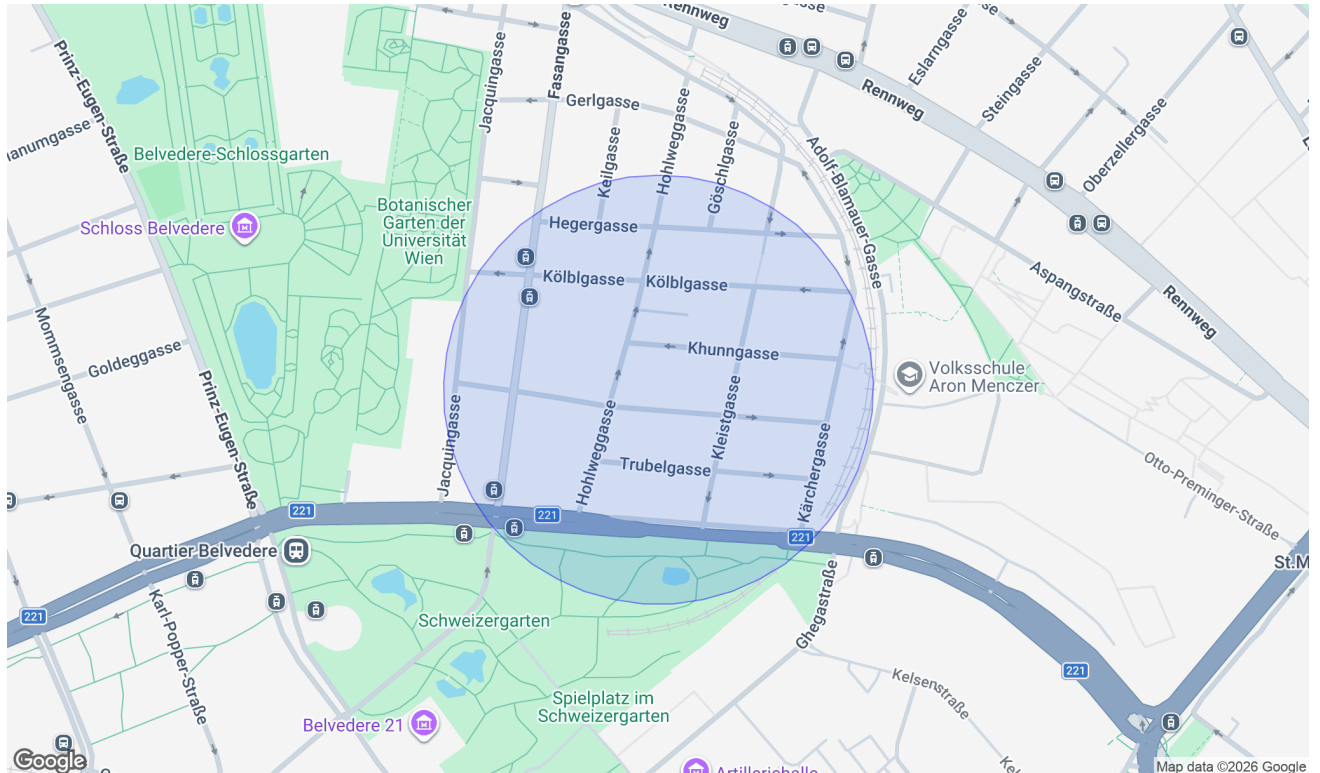 Rennweg
Prinz-Eugen-Straße
Jacquingasse
Fasangasse
Gerlgasse
Eslarngasse
Steingasse
Rennweg
Oberzellergasse
Keilgasse
Hohlweggasse
Göschlgasse
Adolf-Blamauer-Gasse
Belvedere-Schlossgarten
Botanischer
Garten der
Universität
Wien
Schloss Belvedere
Hegergasse
Kölblgasse
Kölblgasse
Aspangstraße
Rennweg
Mommsengasse
Goldeggasse
Khunngasse
Volksschule
Aron Menczer
Prinz-Eugen-Straße
Jacquingasse
Hohlweggasse
Kleistgasse
Trubelgasse
Kärchergasse
Otto-Preminger-Straße
221
221
221
Quartier Belvedere
St.M
221
Karl-Popper-Straße
Schweizergarten
Ghegastraße
Kelsenstraße
221
Spielplatz im
Schweizergarten
Belvedere 21
Google
Map data ©2026 Google